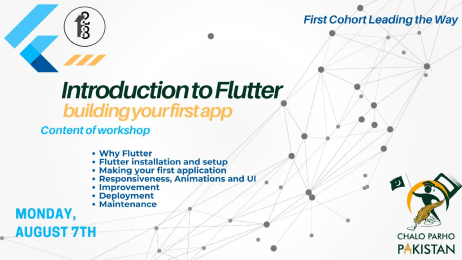 First Cohort Leading the Way
Introduction to Flutter
building your first app
Content of workshop
Why Flutter
Flutter installation and setup
Making your first application
Responsiveness, Animations and UI
Improvement
Deployment
Maintenance
MONDAY,
AUGUST 7TH
CHALO PARHO
PAKISTAN